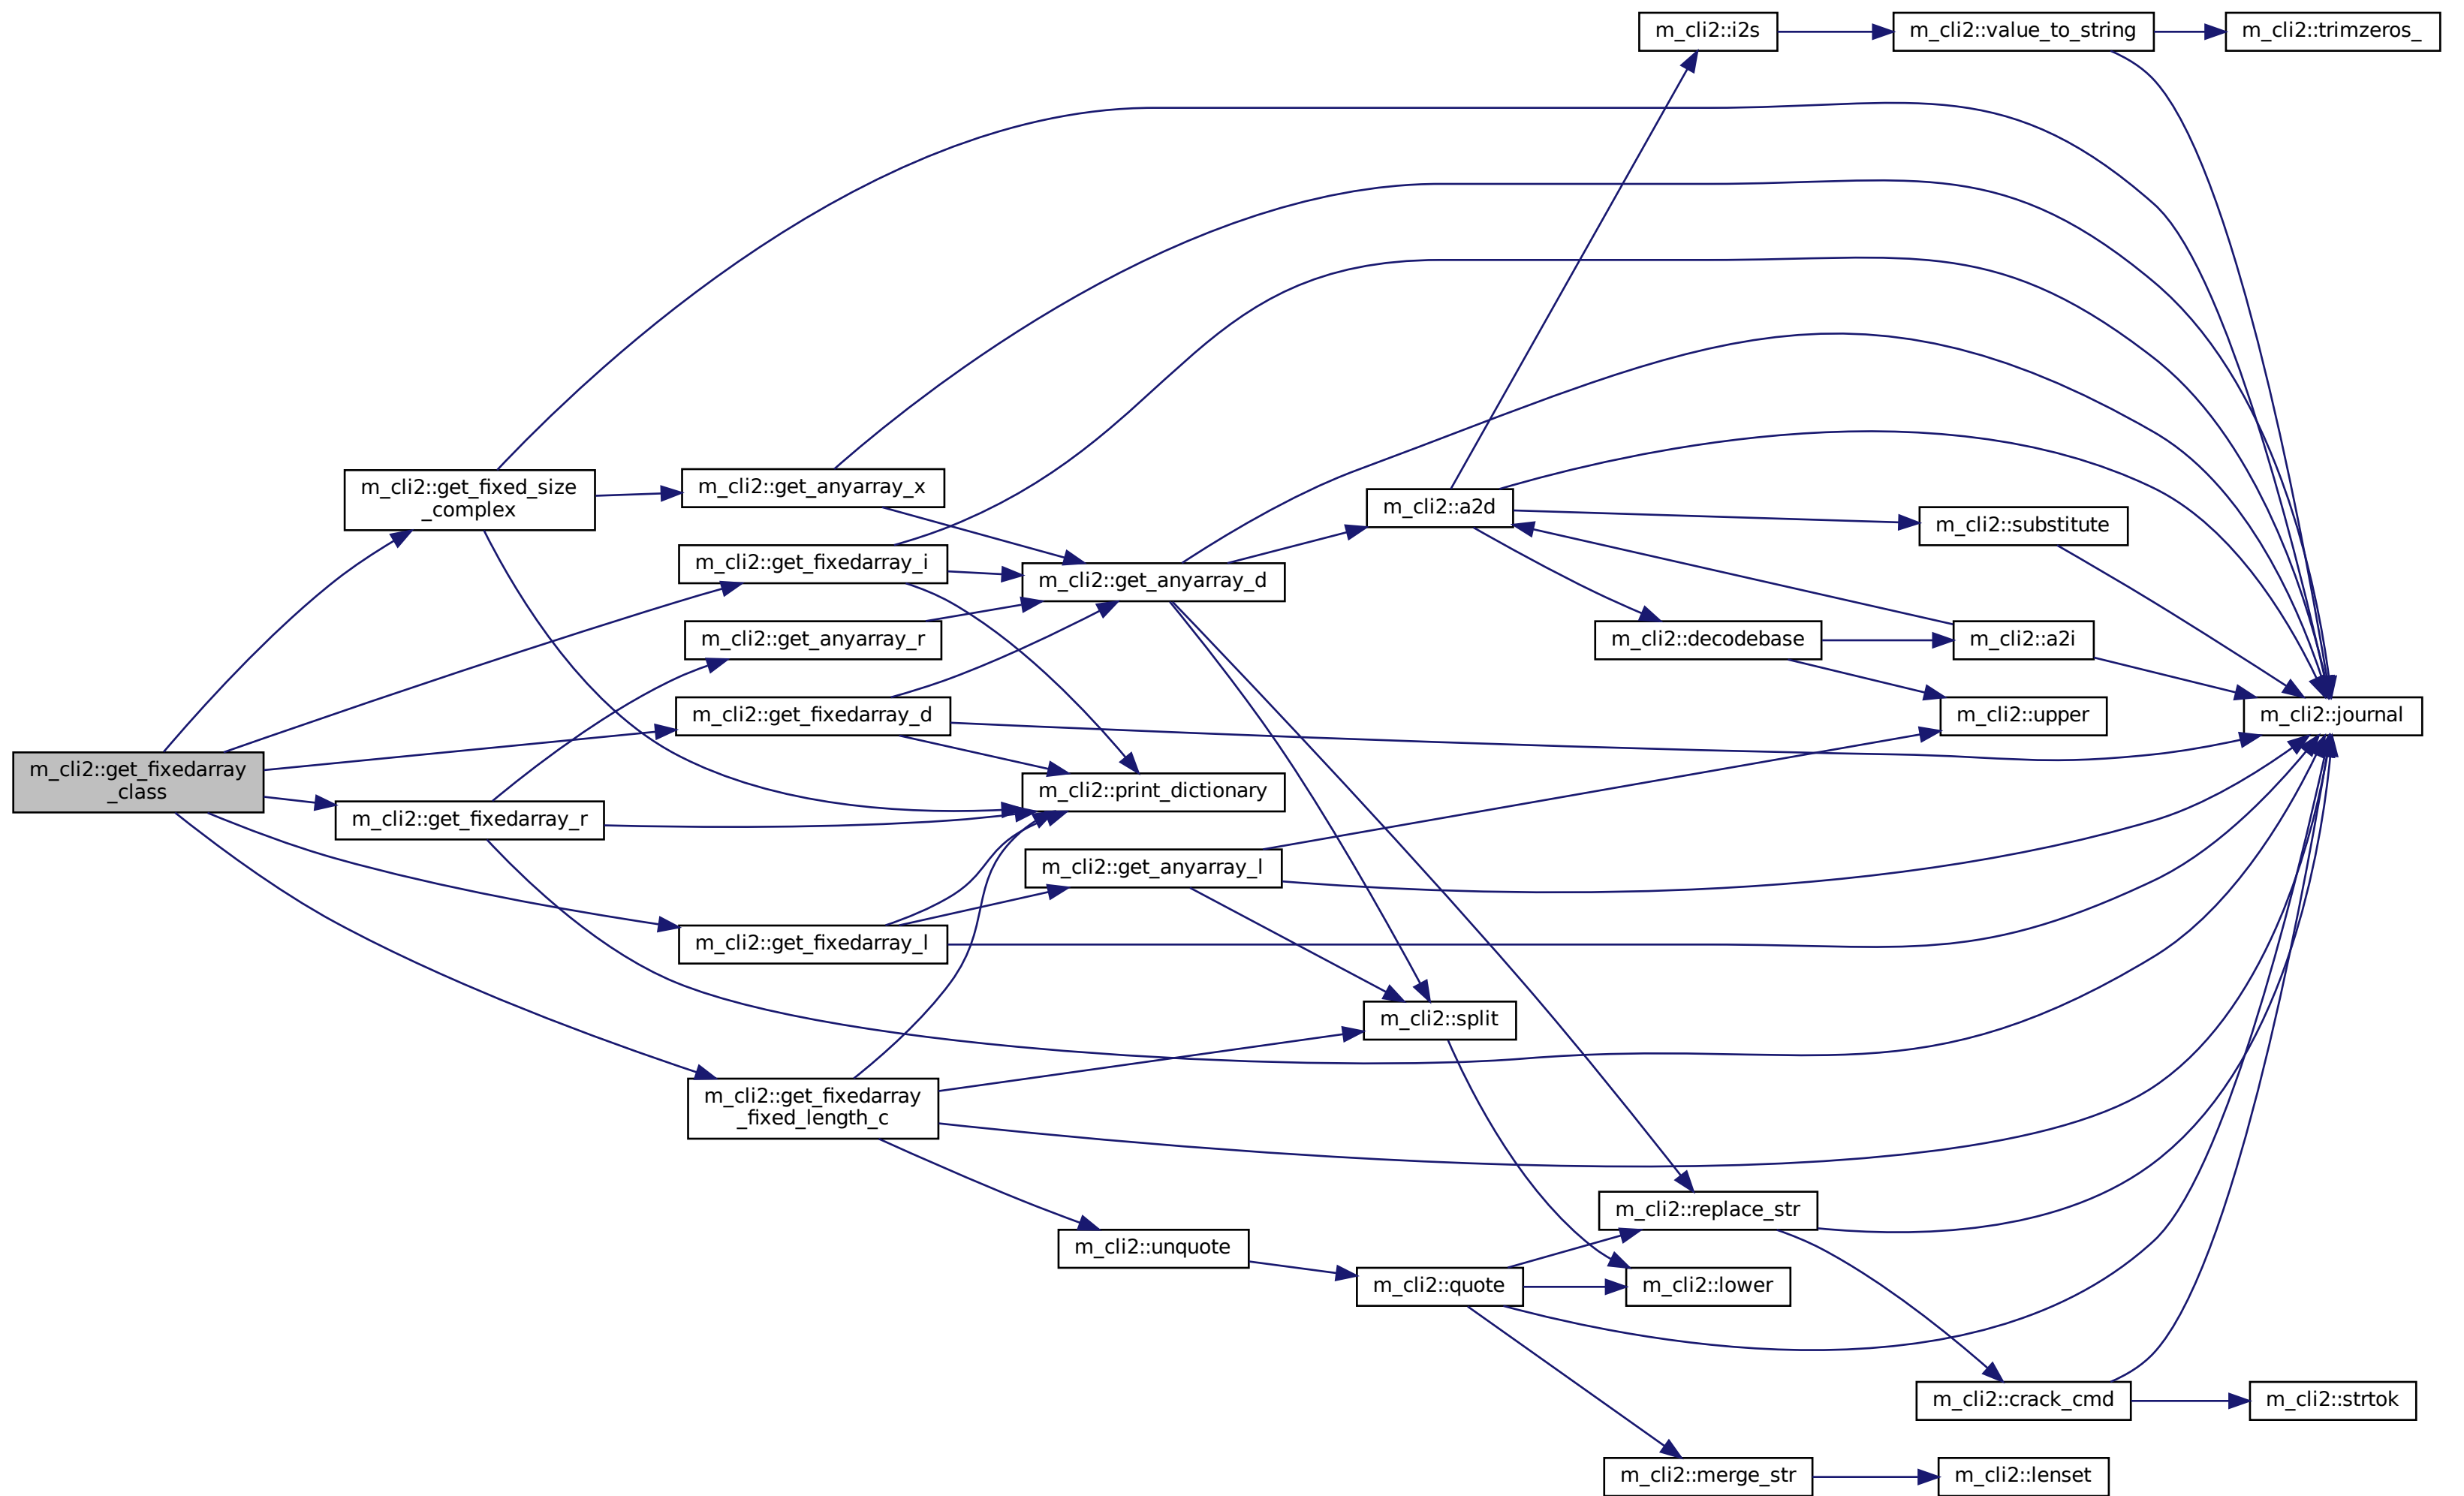 m_cli2::i2s
m_cli2::value_to_string
m_cli2::trimzeros_
m_cli2::get_fixed_size
_complex
m_cli2::get_anyarray_x
m_cli2::a2d
m_cli2::substitute
m_cli2::get_fixedarray_i
m_cli2::get_anyarray_d
m_cli2::get_anyarray_r
m_cli2::decodebase
m_cli2::a2i
m_cli2::get_fixedarray_d
m_cli2::upper
m_cli2::journal
m_cli2::get_fixedarray
_class
m_cli2::print_dictionary
m_cli2::get_fixedarray_r
m_cli2::get_anyarray_l
m_cli2::get_fixedarray_l
m_cli2::split
m_cli2::get_fixedarray
_fixed_length_c
m_cli2::replace_str
m_cli2::unquote
m_cli2::quote
m_cli2::lower
m_cli2::crack_cmd
m_cli2::strtok
m_cli2::merge_str
m_cli2::lenset